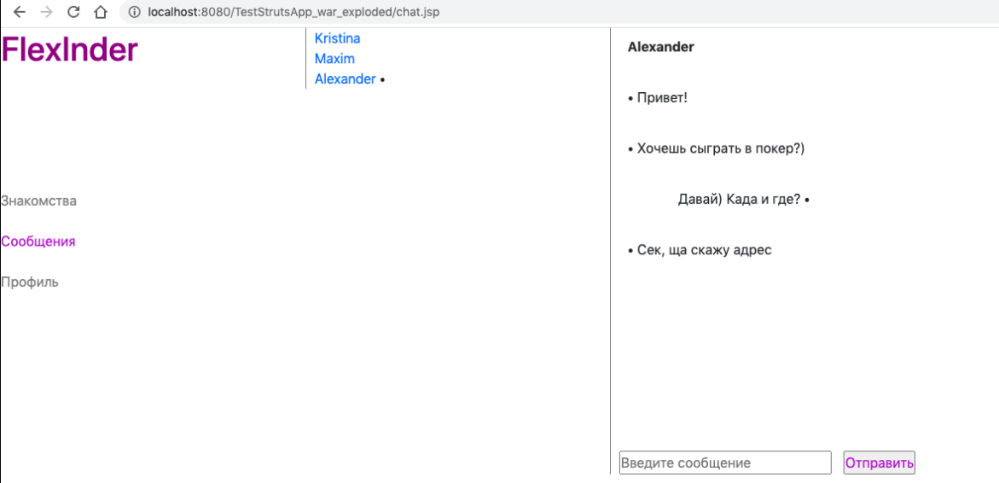 localhost:8080/TestStrutsApp_war_exploded/chat.jsp
FlexInder
Знакомства
Сообщения
Профиль
Kristina
Maxim
Alexander •
Alexander
• Привет!
• Хочешь сыграть в покер?)
Давай) Када и где? •
• Сек, ща скажу адрес
Введите сообщение
Отправить